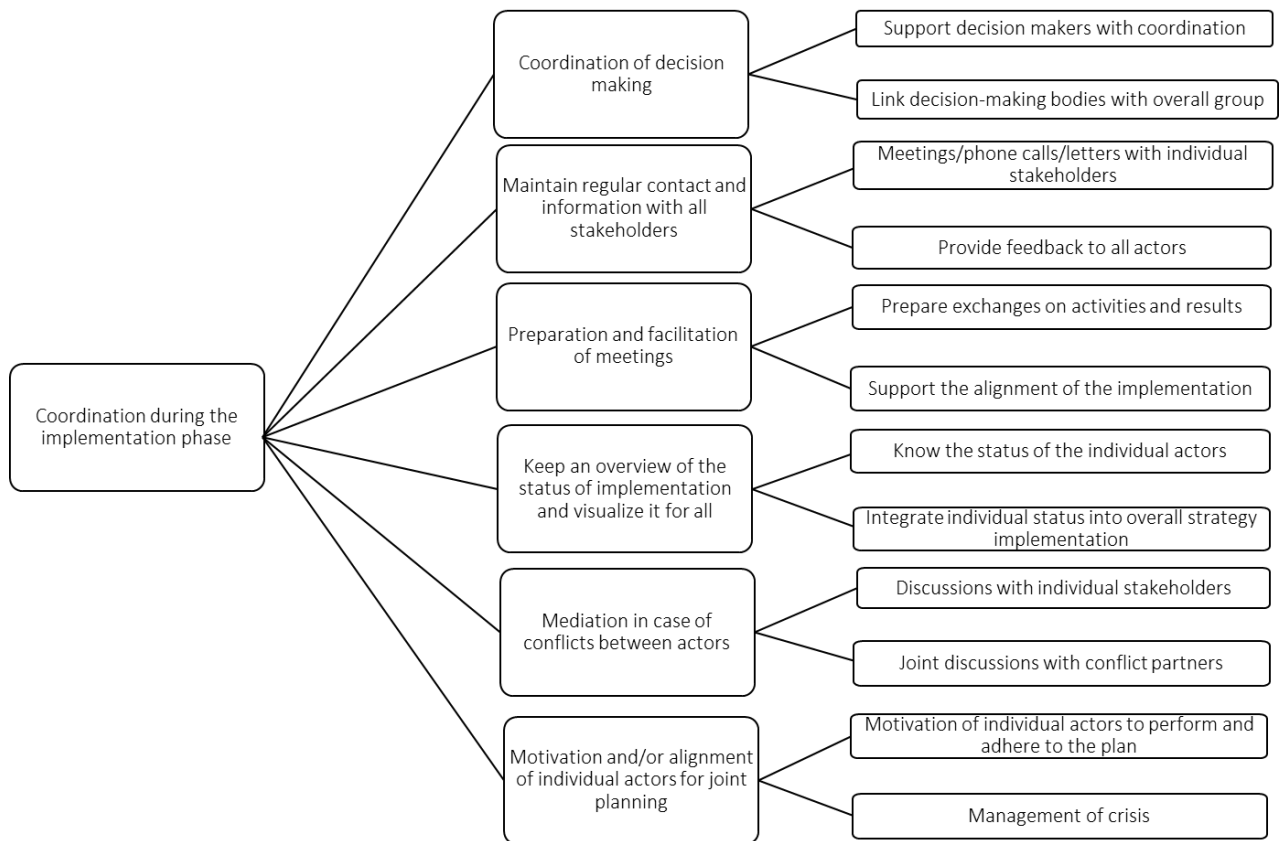 Coordination during the
implementation phase
Coordination of decision
making
Support decision makers with coordination
Link decision-making bodies with overall group
Maintain regular contact and
information with all
stakeholders
Meetings/phone calls/letters with individual
stakeholders
Provide feedback to all actors
Preparation and facilitation
of meetings
Prepare exchanges on activities and results
Support the alignment of the implementation
Keep an overview of the
status of implementation
and visualize it for all
Know the status of the individual actors
Integrate individual status into overall strategy
implementation
Mediation in case of
conflicts between actors
Discussions with individual stakeholders
Joint discussions with conflict partners
Motivation and/or alignment
of individual actors for joint
planning
Motivation of individual actors to perform and
adhere to the plan
Management of crisis